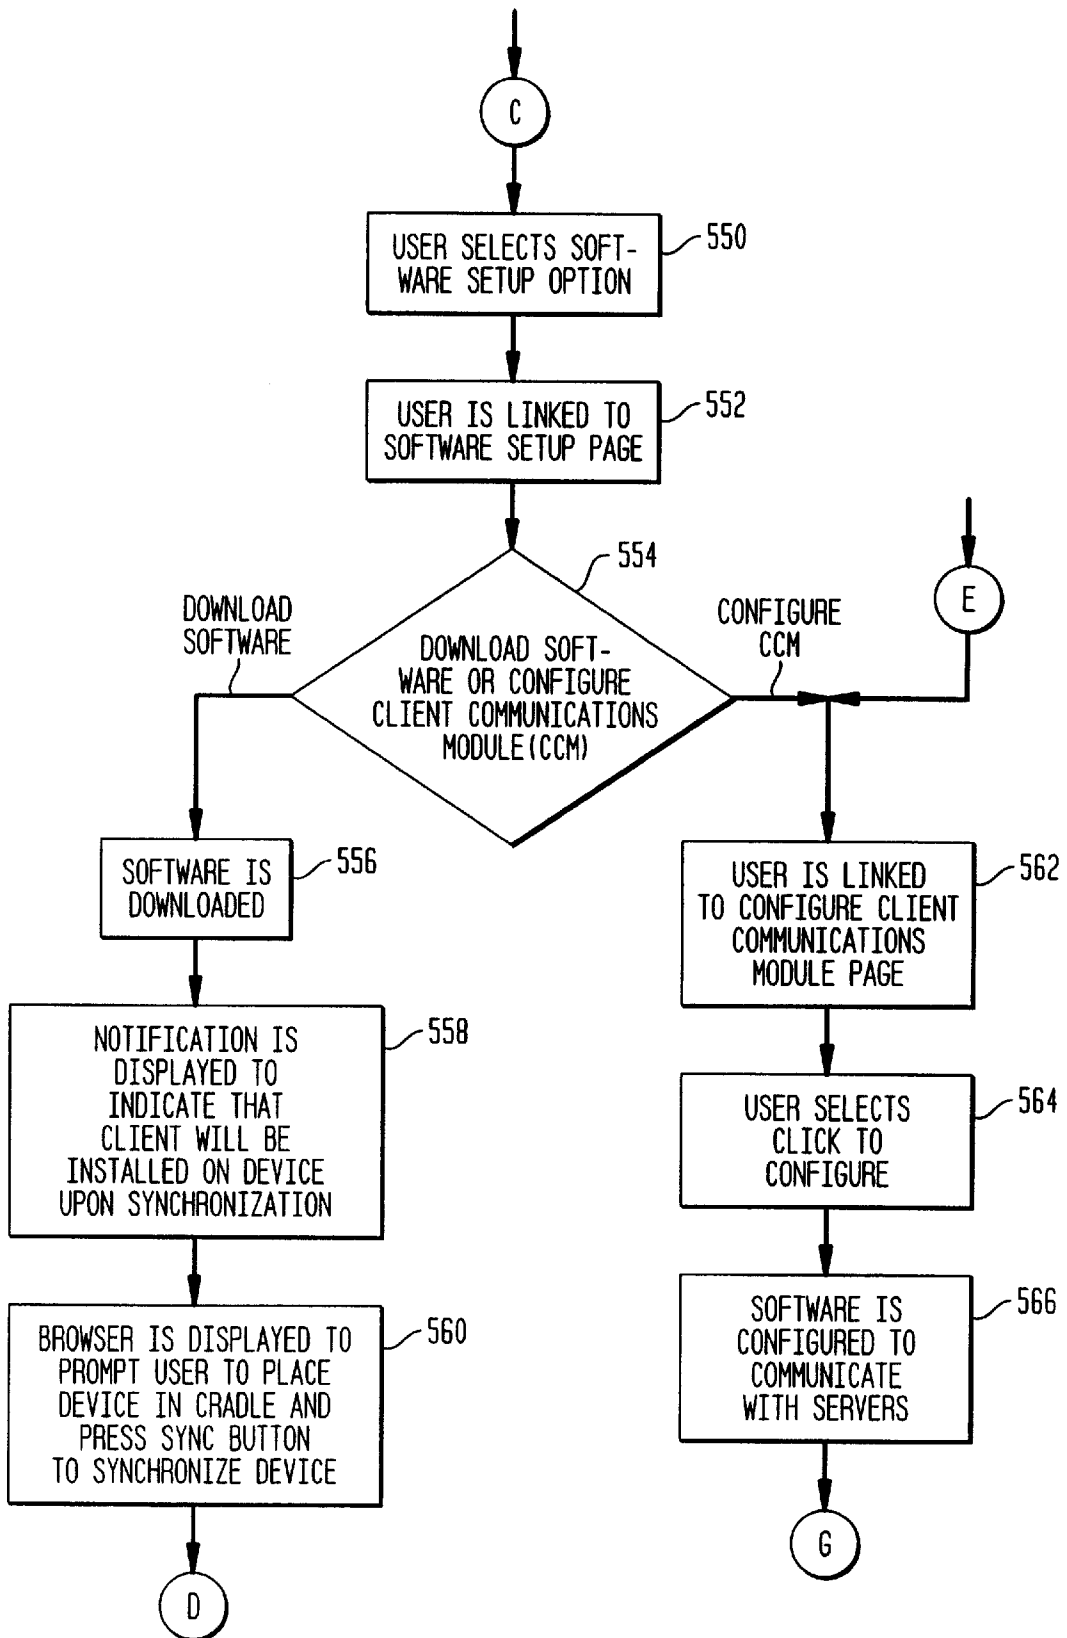 C
USER SELECTS SOFT-
WARE SETUP OPTION
550
USER IS LINKED TO
SOFTWARE SETUP PAGE
552
554
DOWNLOAD SOFT-
WARE OR CONFIGURE
CLIENT COMMUNICATIONS
MODULE(CCM)
DOWNLOAD
SOFTWARE
CONFIGURE
CCM
E
SOFTWARE IS
DOWNLOADED
556
NOTIFICATION IS
DISPLAYED TO
INDICATE THAT
CLIENT WILL BE
INSTALLED ON DEVICE
UPON SYNCHRONIZATION
558
BROWSER IS DISPLAYED TO
PROMPT USER TO PLACE
DEVICE IN CRADLE AND
PRESS SYNC BUTTON
TO SYNCHRONIZE DEVICE
560
D
USER IS LINKED
TO CONFIGURE CLIENT
COMMUNICATIONS
MODULE PAGE
562
USER SELECTS
CLICK TO
CONFIGURE
564
SOFTWARE IS
CONFIGURED TO
COMMUNICATE
WITH SERVERS
566
G